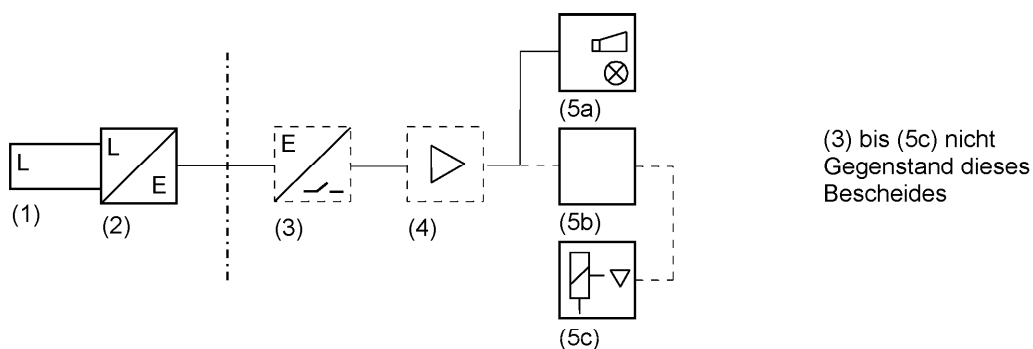 (5a)
L
L
E
E
(1)
(2)
(3)
(4)
(5b)
(5c)
(3) bis (5c) nicht
Gegenstand dieses
Bescheides